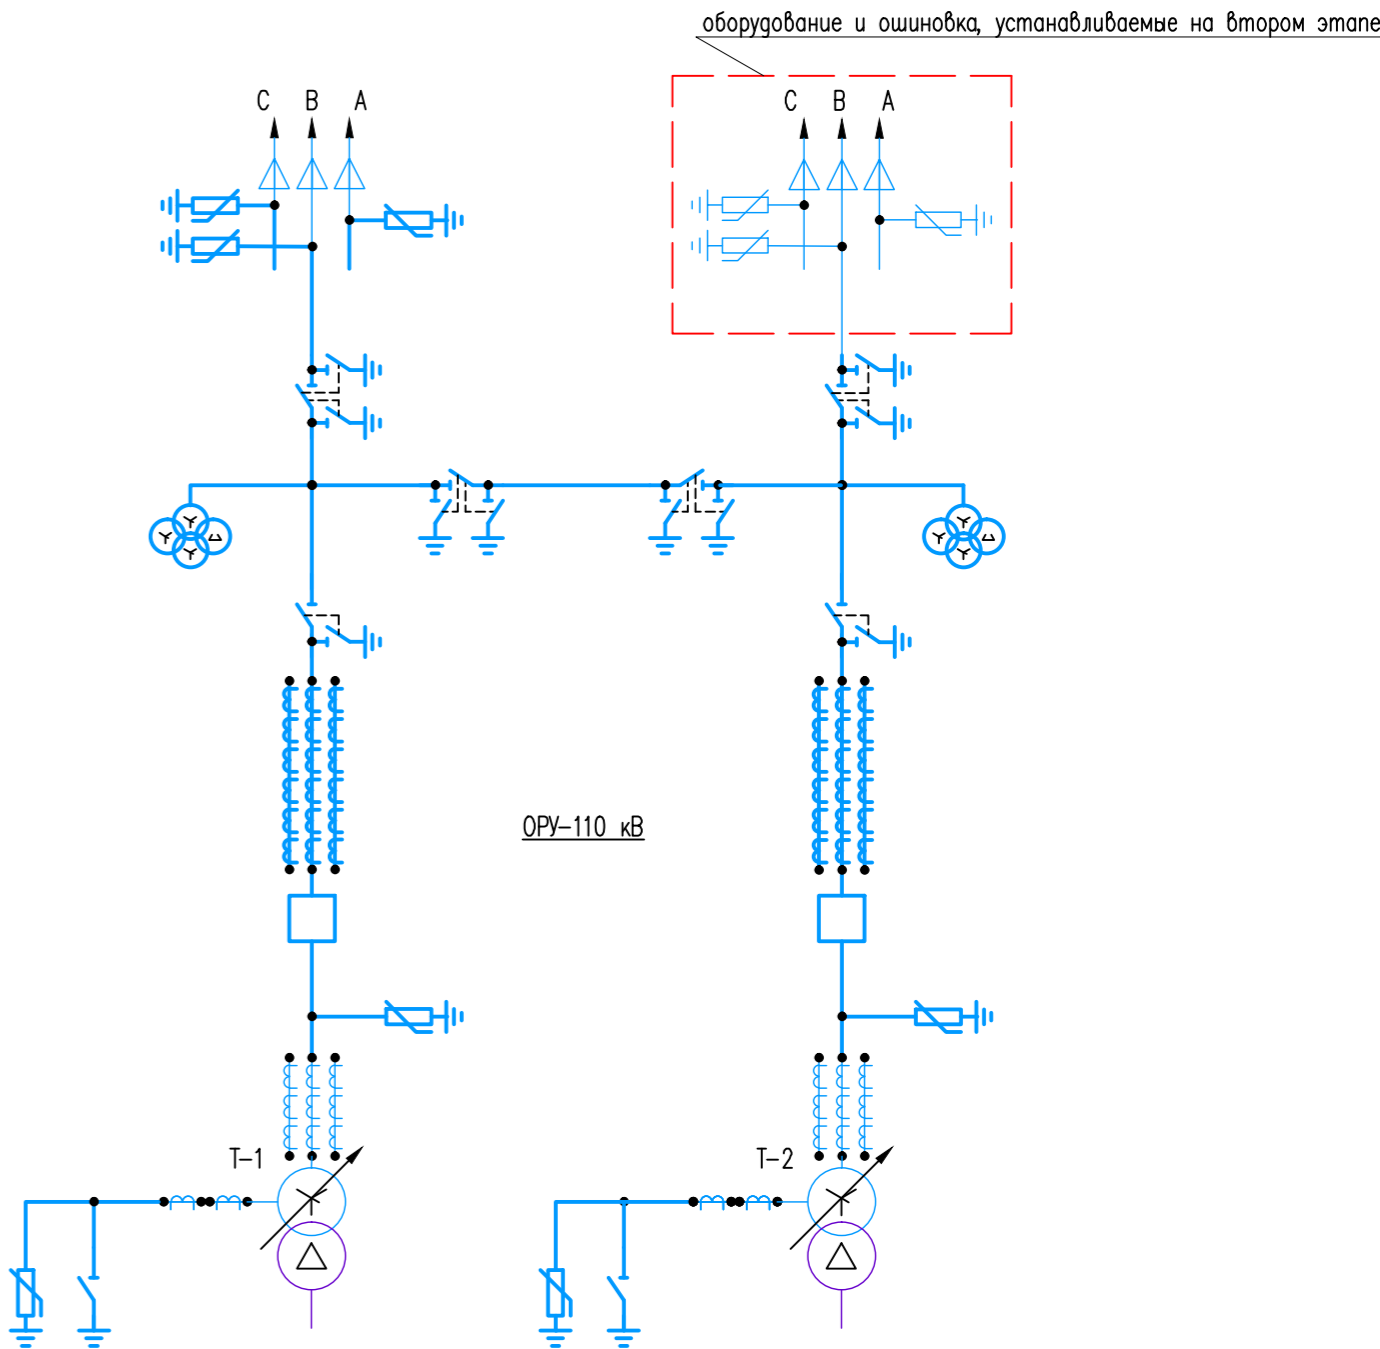 оборудование и ошиновка, устанавливаемые на втором этапе
C B A
C B A
ОРУ-110 кВ
Т-1
Т-2